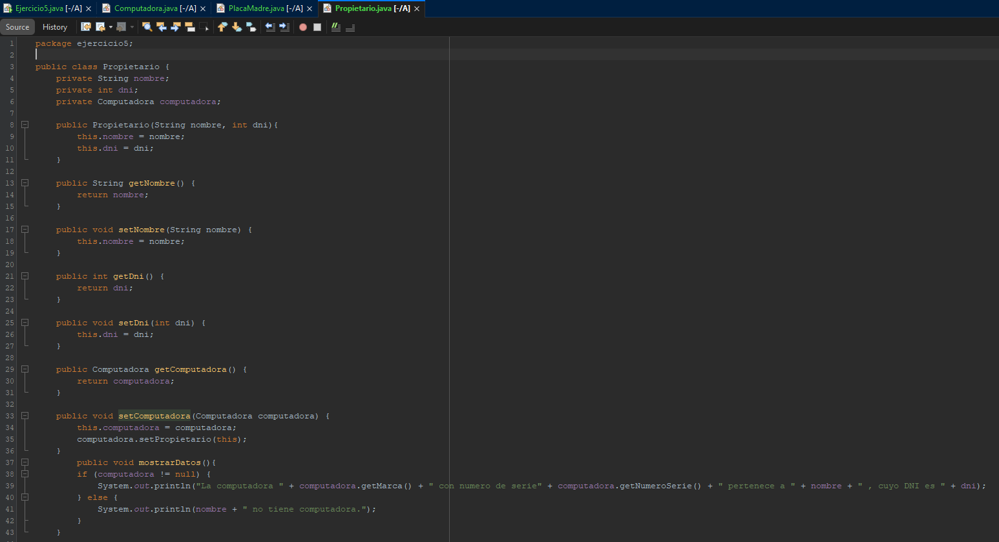 Ejercicio5.java [-/A] Computadora.java [-/A] PlacaMadre.java [-/A] Propietario.java [-/A]
Source History
1 package ejercicio5;
2
3 public class Propietario {
4     private String nombre;
5     private int dni;
6     private Computadora computadora;
7
8     public Propietario(String nombre, int dni){
9         this.nombre = nombre;
10         this.dni = dni;
11     }
12
13     public String getNombre() {
14         return nombre;
15     }
16
17     public void setNombre(String nombre) {
18         this.nombre = nombre;
19     }
20
21     public int getDni() {
22         return dni;
23     }
24
25     public void setDni(int dni) {
26         this.dni = dni;
27     }
28
29     public Computadora getComputadora() {
30         return computadora;
31     }
32
33     public void setComputadora(Computadora computadora) {
34         this.computadora = computadora;
35         computadora.setPropietario(this);
36     }
37         public void mostrarDatos(){
38         if (computadora != null) {
39             System.out.println("La computadora " + computadora.getMarca() + " con numero de serie" + computadora.getNumeroSerie() + " pertenece a " + nombre + " , cuyo DNI es " + dni);
40         } else {
41             System.out.println(nombre + " no tiene computadora.");
42         }
43     }